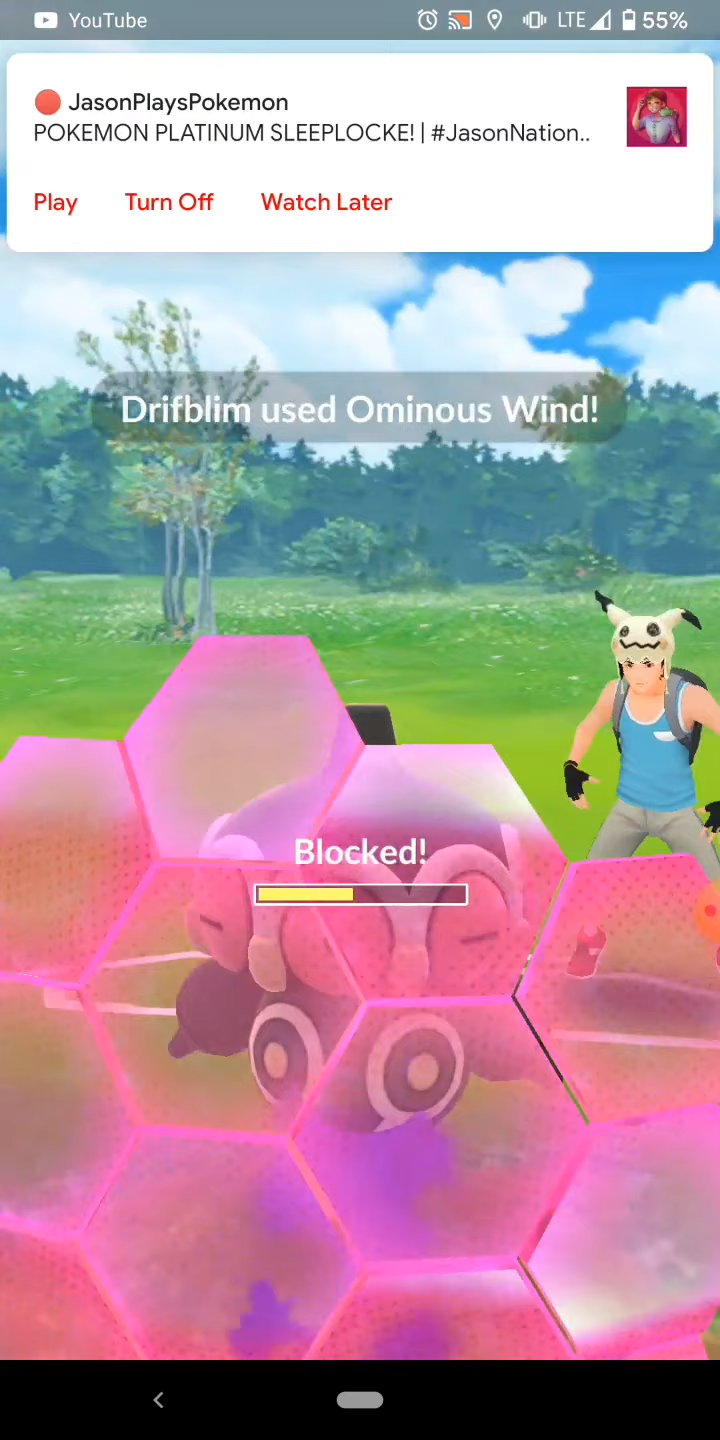 YouTube
LTE 55%
JasonPlaysPokemon
POKEMON PLATINUM SLEEPLOCKE! | #JasonNation..
Play Turn Off Watch Later
Drifblim used Ominous Wind!
Blocked!